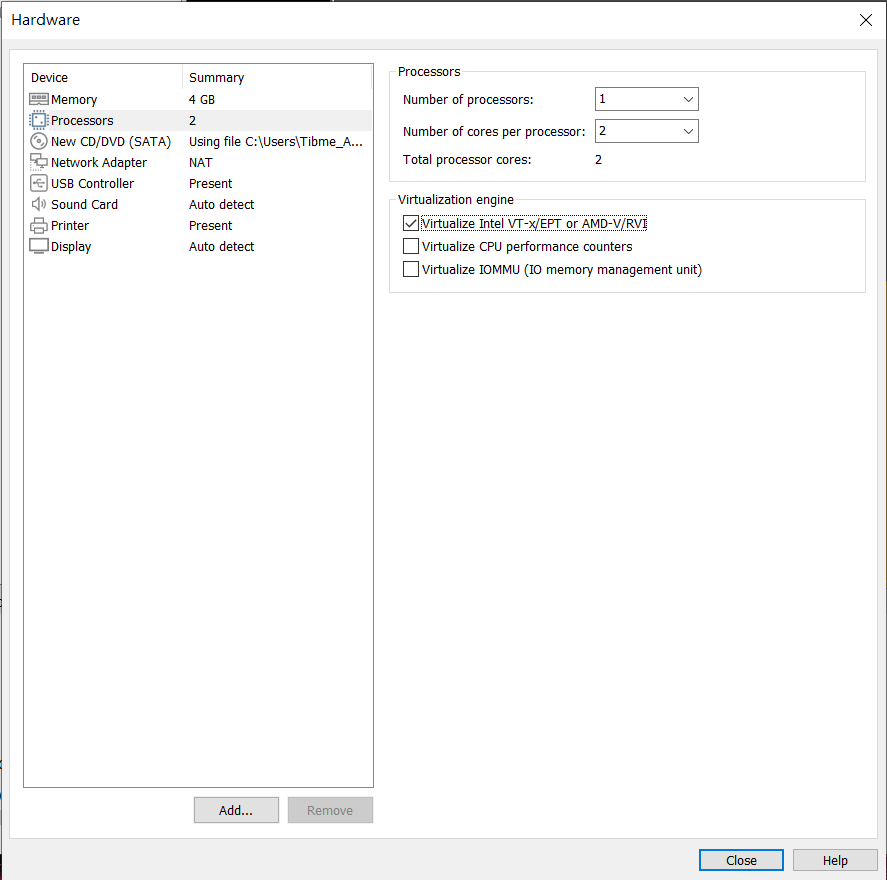 Hardware
Device Summary
Memory 4 GB
Processors 2
New CD/DVD (SATA) Using file C:\Users\Tibme_A...
Network Adapter NAT
USB Controller Present
Sound Card Auto detect
Printer Present
Display Auto detect
Add... Remove
Processors
Number of processors: 1
Number of cores per processor: 2
Total processor cores: 2
Virtualization engine
Virtualize Intel VT-x/EPT or AMD-V/RVI
Virtualize CPU performance counters
Virtualize IOMMU (IO memory management unit)
Close Help